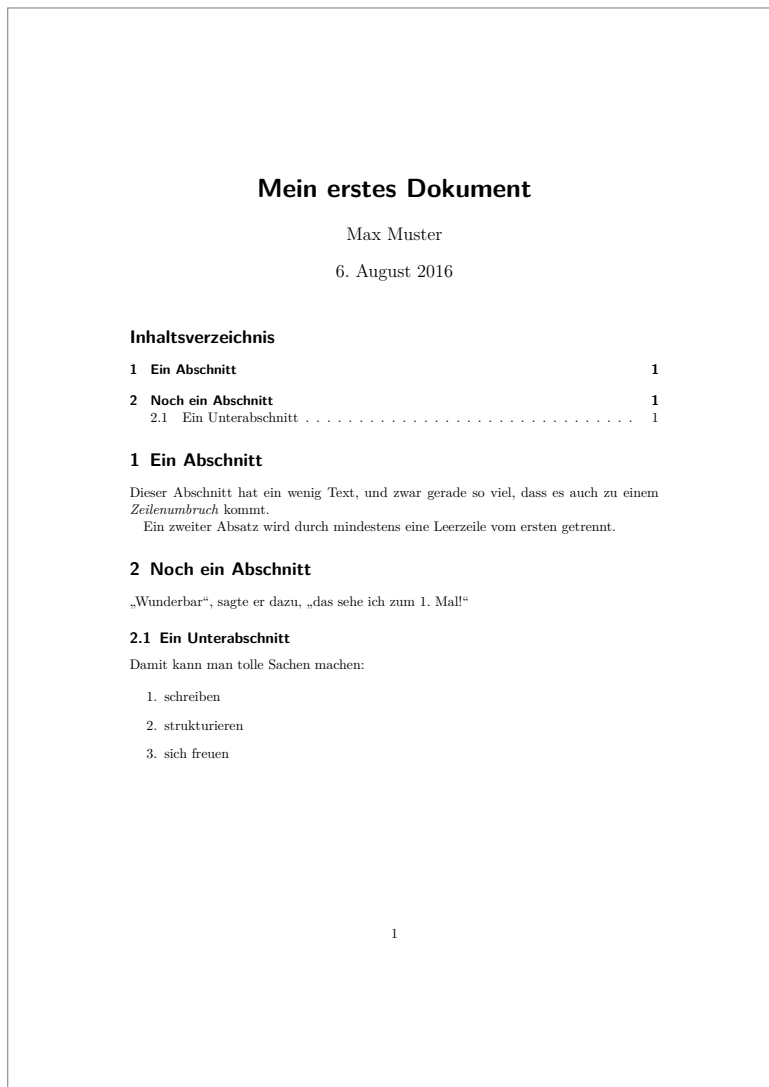 Mein erstes Dokument
Max Muster
6. August 2016
Inhaltsverzeichnis
1 Ein Abschnitt 1
2 Noch ein Abschnitt 1
2.1 Ein Unterabschnitt . . . . . . . . . . . . . . . . . . . . . . . . . . . . . . . 1
1 Ein Abschnitt
Dieser Abschnitt hat ein wenig Text, und zwar gerade so viel, dass es auch zu einem
Zeilenumbruch kommt.
Ein zweiter Absatz wird durch mindestens eine Leerzeile vom ersten getrennt.
2 Noch ein Abschnitt
„Wunderbar“, sagte er dazu, „das sehe ich zum 1. Mal!“
2.1 Ein Unterabschnitt
Damit kann man tolle Sachen machen:
1. schreiben
2. strukturieren
3. sich freuen
1